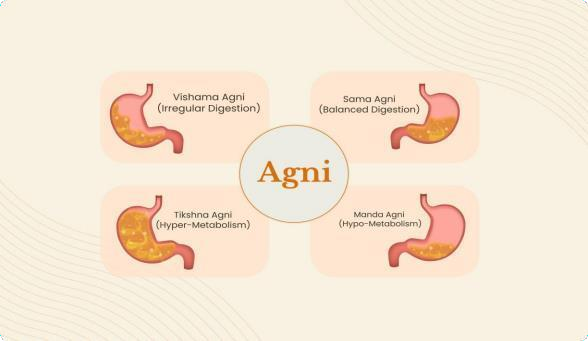 Vishama Agni
(Irregular Digestion)
Sama Agni
(Balanced Digestion)
Agni
Tikshna Agni
(Hyper-Metabolism)
Manda Agni
(Hypo-Metabolism)